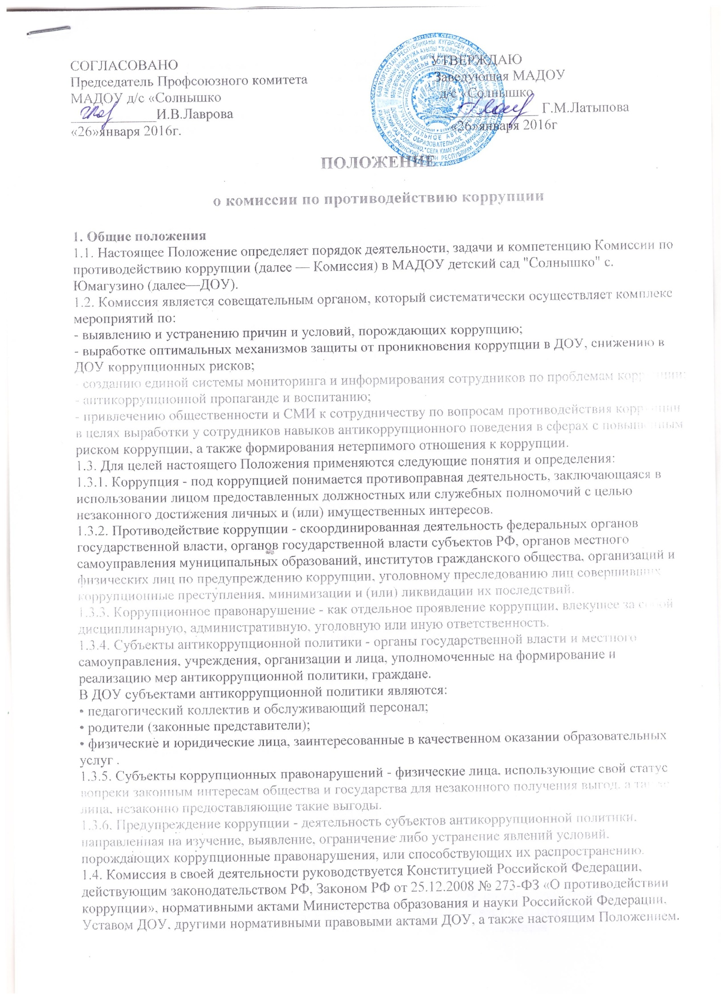 СОГЛАСОВАНО
Председатель Профсоюзного комитета
МАДОУ д/с «Солнышко
____________И.В.Лаврова
«26»января 2016г.
УТВЕРЖДАЮ
Заведующая МАДОУ
д/с «Солнышко
______________ Г.М.Латыпова
«26»января 2016г
ПОЛОЖЕНИЕ
о комиссии по противодействию коррупции
1. Общие положения
1.1. Настоящее Положение определяет порядок деятельности, задачи и компетенцию Комиссии по
противодействию коррупции (далее — Комиссия) в МАДОУ детский сад "Солнышко" с.
Юмагузино (далее—ДОУ).
1.2. Комиссия является совещательным органом, который систематически осуществляет комплекс
мероприятий по:
- выявлению и устранению причин и условий, порождающих коррупцию;
- выработке оптимальных механизмов защиты от проникновения коррупции в ДОУ, снижению в
ДОУ коррупционных рисков;
- созданию единой системы мониторинга и информирования сотрудников по проблемам коррупции;
- антикоррупционной пропаганде и воспитанию;
- привлечению общественности и СМИ к сотрудничеству по вопросам противодействия коррупции
в целях выработки у сотрудников навыков антикоррупционного поведения в сферах с повышенным
риском коррупции, а также формирования нетерпимого отношения к коррупции.
1.3. Для целей настоящего Положения применяются следующие понятия и определения:
1.3.1. Коррупция - под коррупцией понимается противоправная деятельность, заключающаяся в
использовании лицом предоставленных должностных или служебных полномочий с целью
незаконного достижения личных и (или) имущественных интересов.
1.3.2. Противодействие коррупции - скоординированная деятельность федеральных органов
государственной власти, органов государственной власти субъектов РФ, органов местного
самоуправления муниципальных образований, институтов гражданского общества, организаций и
физических лиц по предупреждению коррупции, уголовному преследованию лиц совершивших
коррупционные преступления, минимизации и (или) ликвидации их последствий.
1.3.3. Коррупционное правонарушение - как отдельное проявление коррупции, влекущее за собой
дисциплинарную, административную, уголовную или иную ответственность.
1.3.4. Субъекты антикоррупционной политики - органы государственной власти и местного
самоуправления, учреждения, организации и лица, уполномоченные на формирование и
реализацию мер антикоррупционной политики, граждане.
В ДОУ субъектами антикоррупционной политики являются:
• педагогический коллектив и обслуживающий персонал;
• родители (законные представители);
• физические и юридические лица, заинтересованные в качественном оказании образовательных
услуг .
1.3.5. Субъекты коррупционных правонарушений - физические лица, использующие свой статус
вопреки законным интересам общества и государства для незаконного получения выгод, а также
лица, незаконно предоставляющие такие выгоды.
1.3.6. Предупреждение коррупции - деятельность субъектов антикоррупционной политики,
направленная на изучение, выявление, ограничение либо устранение явлений условий,
порождающих коррупционные правонарушения, или способствующих их распространению.
1.4. Комиссия в своей деятельности руководствуется Конституцией Российской Федерации,
действующим законодательством РФ, Законом РФ от 25.12.2008 № 273-ФЗ «О противодействии
коррупции», нормативными актами Министерства образования и науки Российской Федерации,
Уставом ДОУ, другими нормативными правовыми актами ДОУ, а также настоящим Положением.